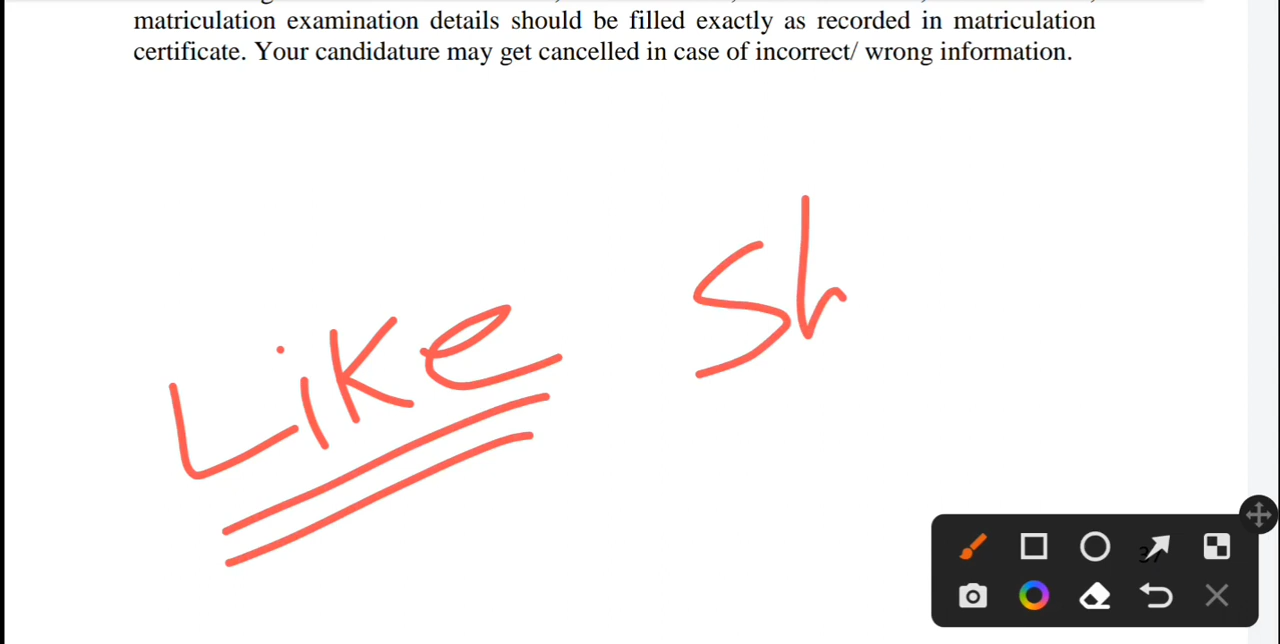 matriculation examination details should be filled exactly as recorded in matriculation
certificate. Your candidature may get cancelled in case of incorrect/ wrong information.
Like Sh
37